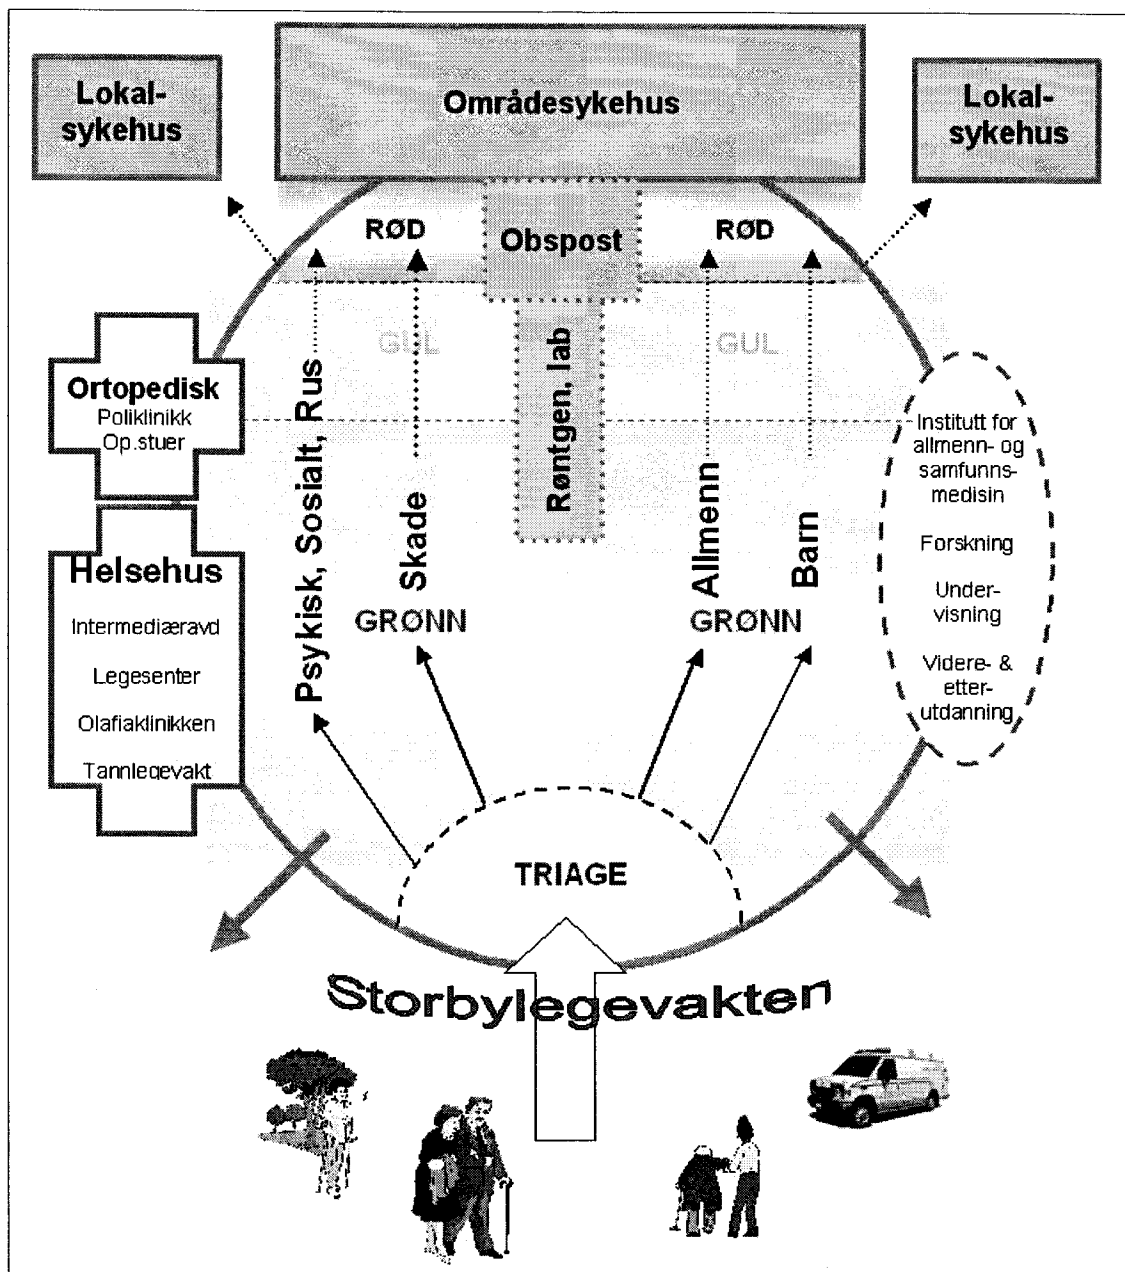 Lokal-
sykehus
Områdesykehus
Lokal-
sykehus
RØD
Obspost
RØD
GUL
GUL
Røntgen, lab
Ortopedisk
Poliklinikk
Op.stuer
Psykisk, Sosialt, Rus
Skade
Allmenn
Barn
Institutt for
allmenn- og
samfunns-
medisin
Forskning
Under-
visning
Videre- &
etter-
utdanning
Helsehus
Intermediæravd
Legesenter
Olafiaklinikken
Tannlegevakt
GRØNN
GRØNN
TRIAGE
Storbylegevakten